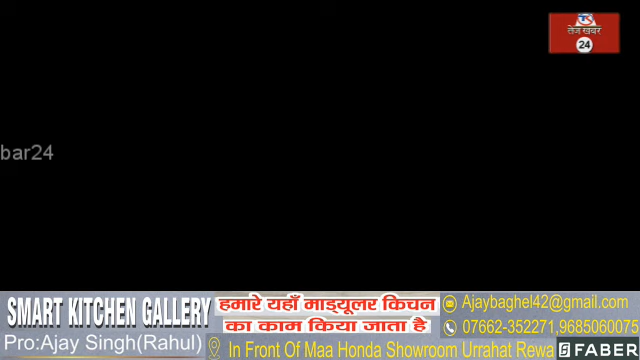 तेज खबर
24
bar24
SMART KITCHEN GALLERY
Pro:Ajay Singh(Rahul)
हमारे यहाँ माड्यूलर किचन
का काम किया जाता है
Ajaybaghel42@gmail.com
07662-352271,9685060075
In Front Of Maa Honda Showroom Urrahat Rewa
FABER